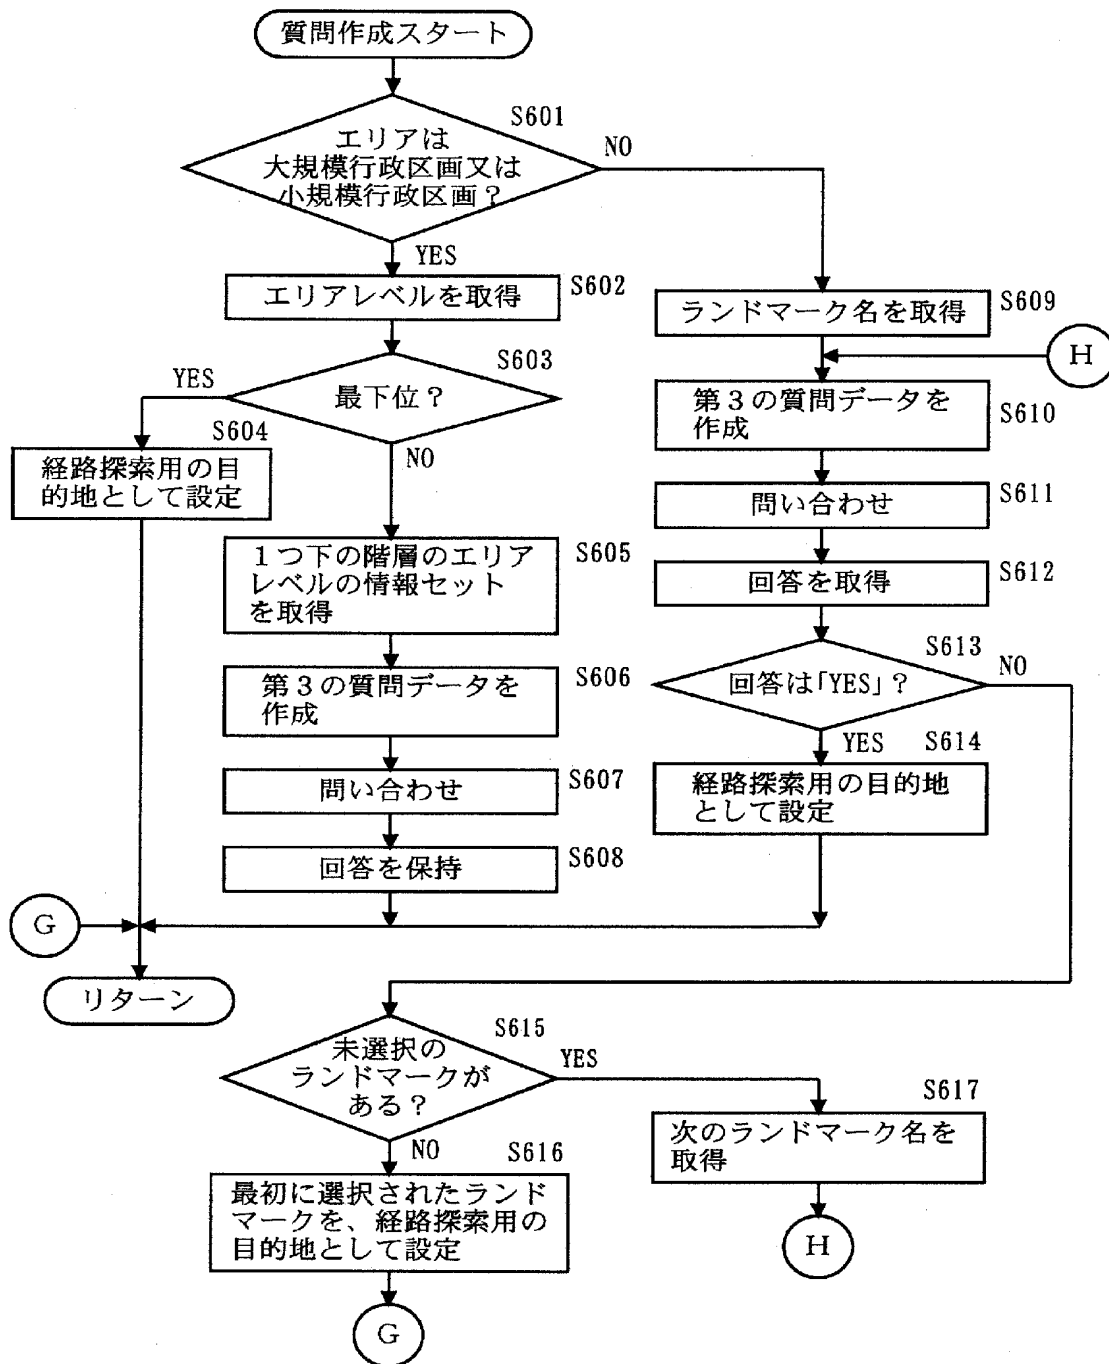 質問作成スタート
S601
エリアは
大規模行政区画又は
小規模行政区画？
NO
YES
エリアレベルを取得
S602
S603
最下位？
YES
NO
S604
経路探索用の目
的地として設定
１つ下の階層のエリア
レベルの情報セット
を取得
S605
第３の質問データを
作成
S606
問い合わせ
S607
回答を保持
S608
G
リターン
ランドマーク名を取得
S609
H
第３の質問データを
作成
S610
問い合わせ
S611
回答を取得
S612
S613
回答は「YES」？
NO
YES
S614
経路探索用の目的地
として設定
S615
未選択の
ランドマークが
ある？
YES
NO
S616
最初に選択されたランド
マークを、経路探索用の
目的地として設定
G
S617
次のランドマーク名を
取得
H